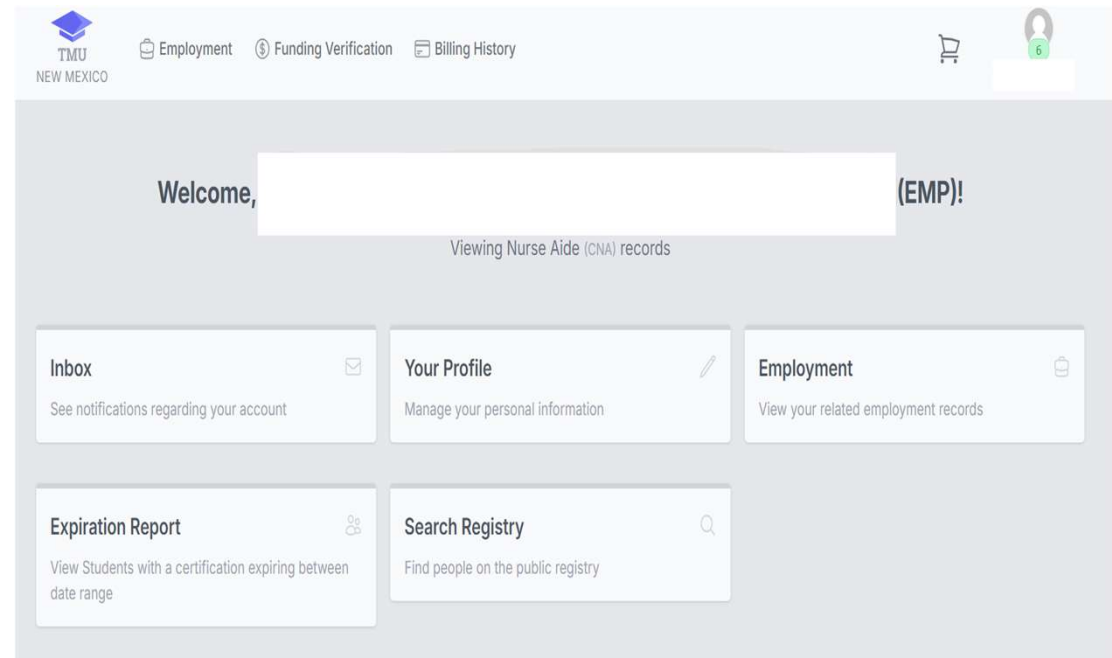 TMU
NEW MEXICO
Employment
Funding Verification
Billing History
6
Welcome,
(EMP)!
Viewing Nurse Aide (CNA) records
Inbox
See notifications regarding your account
Your Profile
Manage your personal information
Employment
View your related employment records
Expiration Report
View Students with a certification expiring between
date range
Search Registry
Find people on the public registry